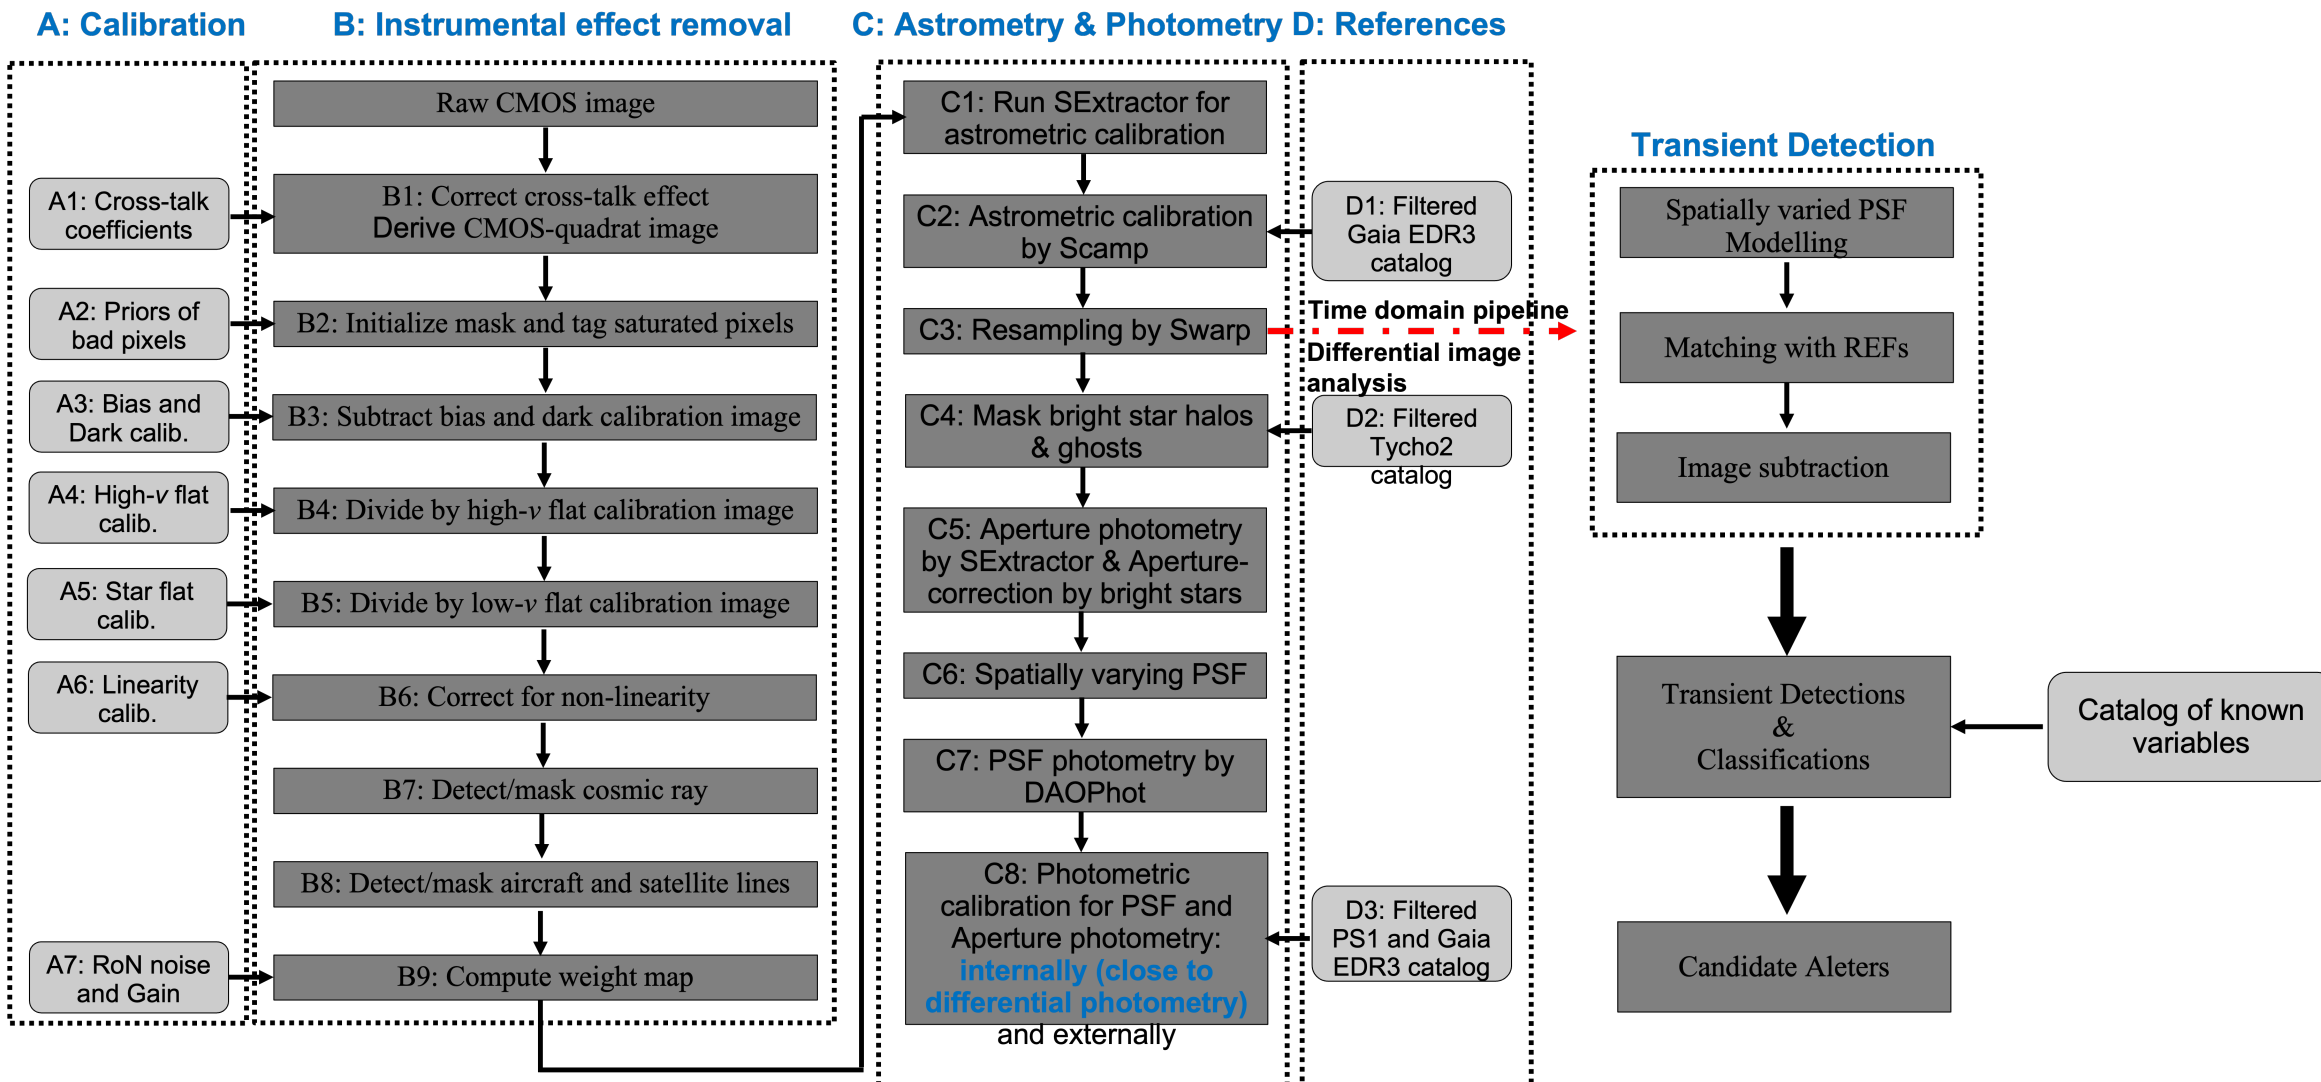 A: Calibration
B: Instrumental effect removal
C: Astrometry & Photometry
D: References
A1: Cross-talk
coefficients
A2: Priors of
bad pixels
A3: Bias and
Dark calib.
A4: High-v flat
calib.
A5: Star flat
calib.
A6: Linearity
calib.
A7: RoN noise
and Gain
Raw CMOS image
B1: Correct cross-talk effect
Derive CMOS-quadrat image
B2: Initialize mask and tag saturated pixels
B3: Subtract bias and dark calibration image
B4: Divide by high-v flat calibration image
B5: Divide by low-v flat calibration image
B6: Correct for non-linearity
B7: Detect/mask cosmic ray
B8: Detect/mask aircraft and satellite lines
B9: Compute weight map
C1: Run SExtractor for
astrometric calibration
C2: Astrometric calibration
by Scamp
C3: Resampling by Swarp
C4: Mask bright star halos
& ghosts
C5: Aperture photometry
by SExtractor & Aperture-
correction by bright stars
C6: Spatially varying PSF
C7: PSF photometry by
DAOPhot
C8: Photometric
calibration for PSF and
Aperture photometry:
internally (close to
differential photometry)
and externally
D1: Filtered
Gaia EDR3
catalog
Time domain pipeline
Differential image
analysis
D2: Filtered
Tycho2
catalog
D3: Filtered
PS1 and Gaia
EDR3 catalog
Transient Detection
Spatially varied PSF
Modelling
Matching with REFs
Image subtraction
Transient Detections
&
Classifications
Catalog of known
variables
Candidate Aleters